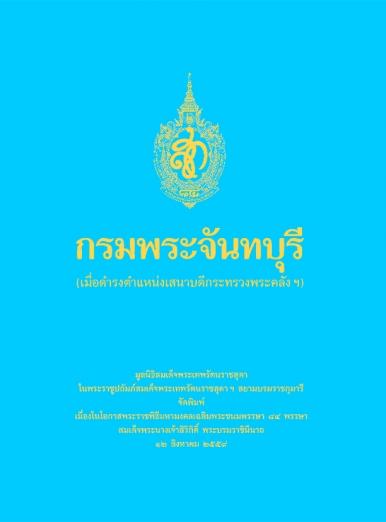 กรมพระจันทบุรี
(เมื่อดำรงตำแหน่งเสนาบดีกระทรวงพระคลังฯ)
มูลนิธิสมเด็จพระเทพรัตนราชสุดา
ในพระราชูปถัมภ์สมเด็จพระเทพรัตนราชสุดาฯ สยามบรมราชกุมารี
จัดพิมพ์
เนื่องในโอกาสพระราชพิธีมหามงคลเฉลิมพระชนมพรรษา ๘๔ พรรษา
สมเด็จพระนางเจ้าสิริกิติ์ พระบรมราชินีนาถ
๑๒ สิงหาคม ๒๕๕๙